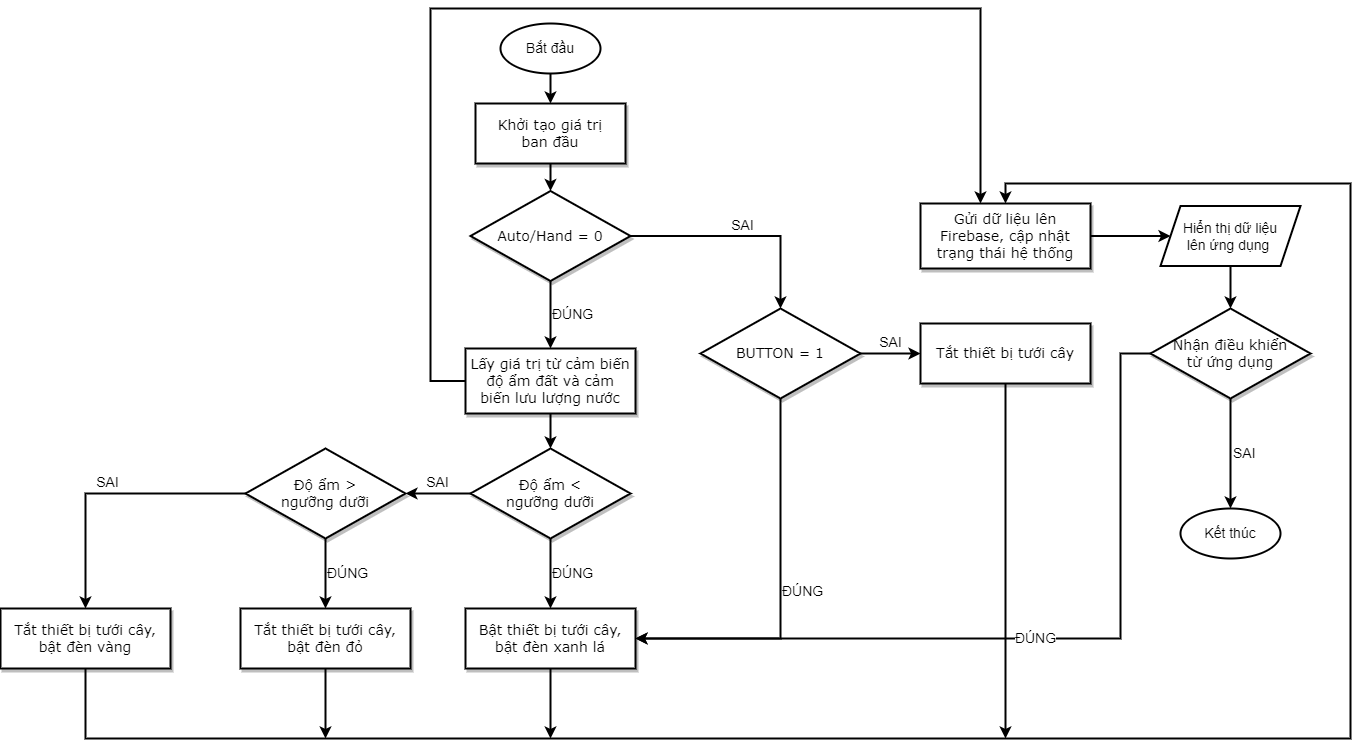 Bắt đầu
Khởi tạo giá trị
ban đầu
Auto/Hand = 0
SAI
ĐÚNG
Gửi dữ liệu lên
Firebase, cập nhật
trạng thái hệ thống
Hiển thị dữ liệu
lên ứng dụng
Lấy giá trị từ cảm biến
độ ẩm đất và cảm
biến lưu lượng nước
BUTTON = 1
SAI
Tắt thiết bị tưới cây
Nhận điều khiển
từ ứng dụng
SAI
Kết thúc
Độ ẩm <
ngưỡng dưỡi
SAI
Độ ẩm >
ngưỡng dưỡi
SAI
ĐÚNG
ĐÚNG
ĐÚNG
ĐÚNG
Tắt thiết bị tưới cây,
bật đèn vàng
Tắt thiết bị tưới cây,
bật đèn đỏ
Bật thiết bị tưới cây,
bật đèn xanh lá